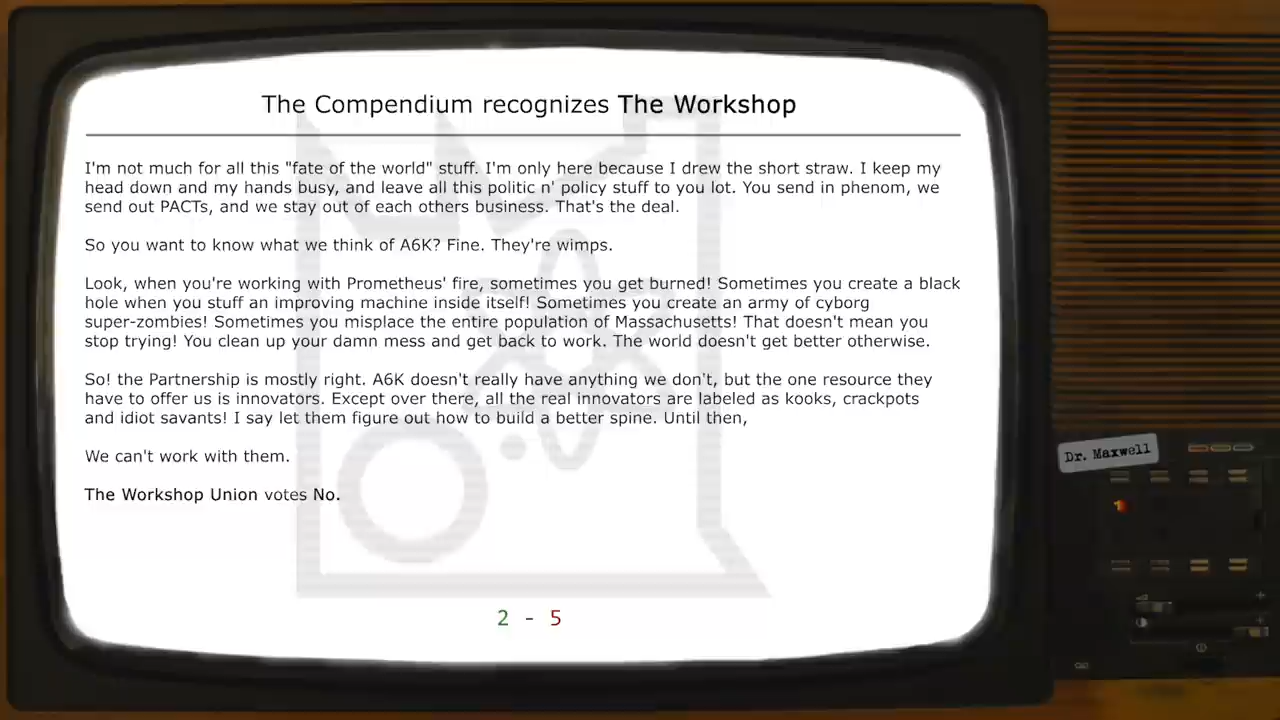 The Compendium recognizes The Workshop
I'm not much for all this "fate of the world" stuff. I'm only here because I drew the short straw. I keep my
head down and my hands busy, and leave all this politic n' policy stuff to you lot. You send in phenom, we
send out PACTs, and we stay out of each others business. That's the deal.
So you want to know what we think of A6K? Fine. They're wimps.
Look, when you're working with Prometheus' fire, sometimes you get burned! Sometimes you create a black
hole when you stuff an improving machine inside itself! Sometimes you create an army of cyborg
super-zombies! Sometimes you misplace the entire population of Massachusetts! That doesn't mean you
stop trying! You clean up your damn mess and get back to work. The world doesn't get better otherwise.
So! the Partnership is mostly right. A6K doesn't really have anything we don't, but the one resource they
have to offer us is innovators. Except over there, all the real innovators are labeled as kooks, crackpots
and idiot savants! I say let them figure out how to build a better spine. Until then,
We can't work with them.
The Workshop Union votes No.
2 - 5
Dr. Maxwell